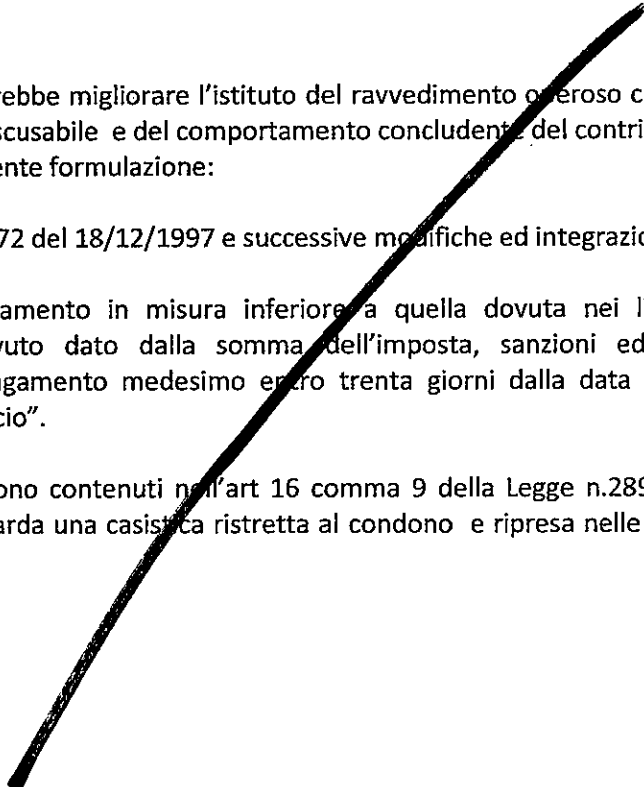 ebbe migliorare l'istituto del ravvedimento operoso c
scusabile e del comportamento concludente del contri
ente formulazione:
72 del 18/12/1997 e successive modifiche ed integrazio
amento in misura inferiore a quella dovuta nei l'
vuto dato dalla somma dell'imposta, sanzioni ed
gamento medesimo entro trenta giorni dalla data
cio".
ono contenuti nell'art 16 comma 9 della Legge n.289
arda una casistica ristretta al condono e ripresa nelle